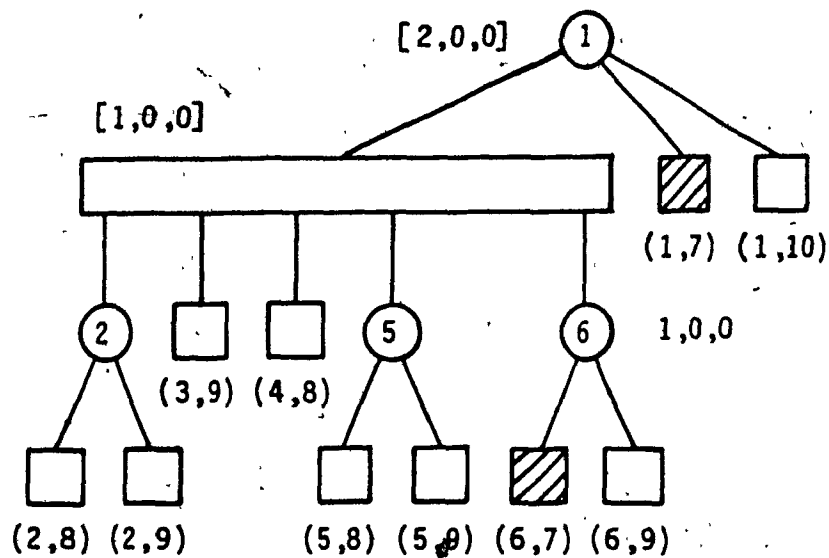 [2,0,0] 1
[1,0,0]
(1,7) (1,10)
2 5 6 1,0,0
(3,9) (4,8)
(2,8) (2,9) (5,8) (5,9) (6,7) (6,9)